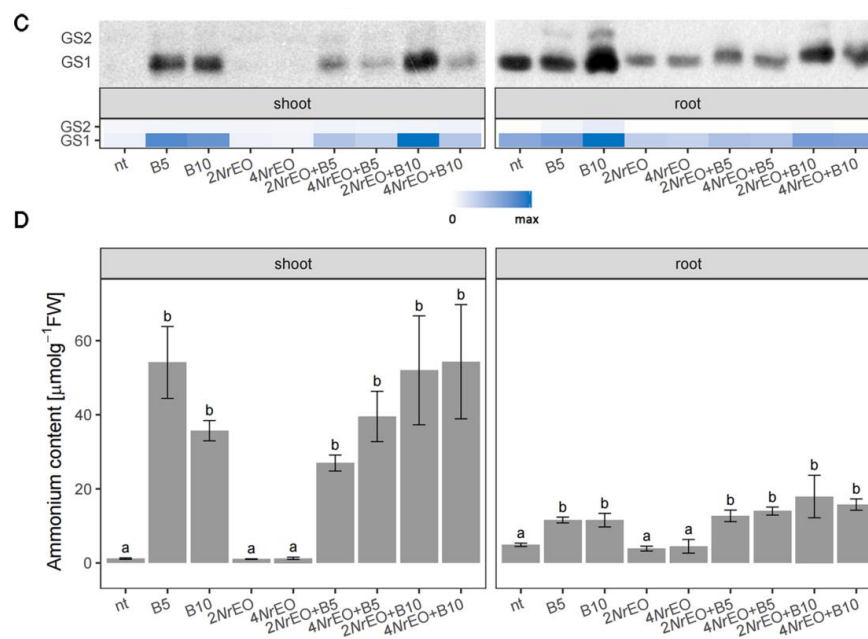 C
GS2
GS1
shoot
root
GS2
GS1
nt B5 B10 2NrEO 4NrEO 2NrEO+B5 4NrEO+B5 2NrEO+B10 4NrEO+B10
nt B5 B10 2NrEO 4NrEO 2NrEO+B5 4NrEO+B5 2NrEO+B10 4NrEO+B10
0 max
D
shoot
root
Ammonium content [µmolg⁻¹FW]
60
40
20
0
a b b a a b b b b
a b b a a b b b b
nt B5 B10 2NrEO 4NrEO 2NrEO+B5 4NrEO+B5 2NrEO+B10 4NrEO+B10
nt B5 B10 2NrEO 4NrEO 2NrEO+B5 4NrEO+B5 2NrEO+B10 4NrEO+B10